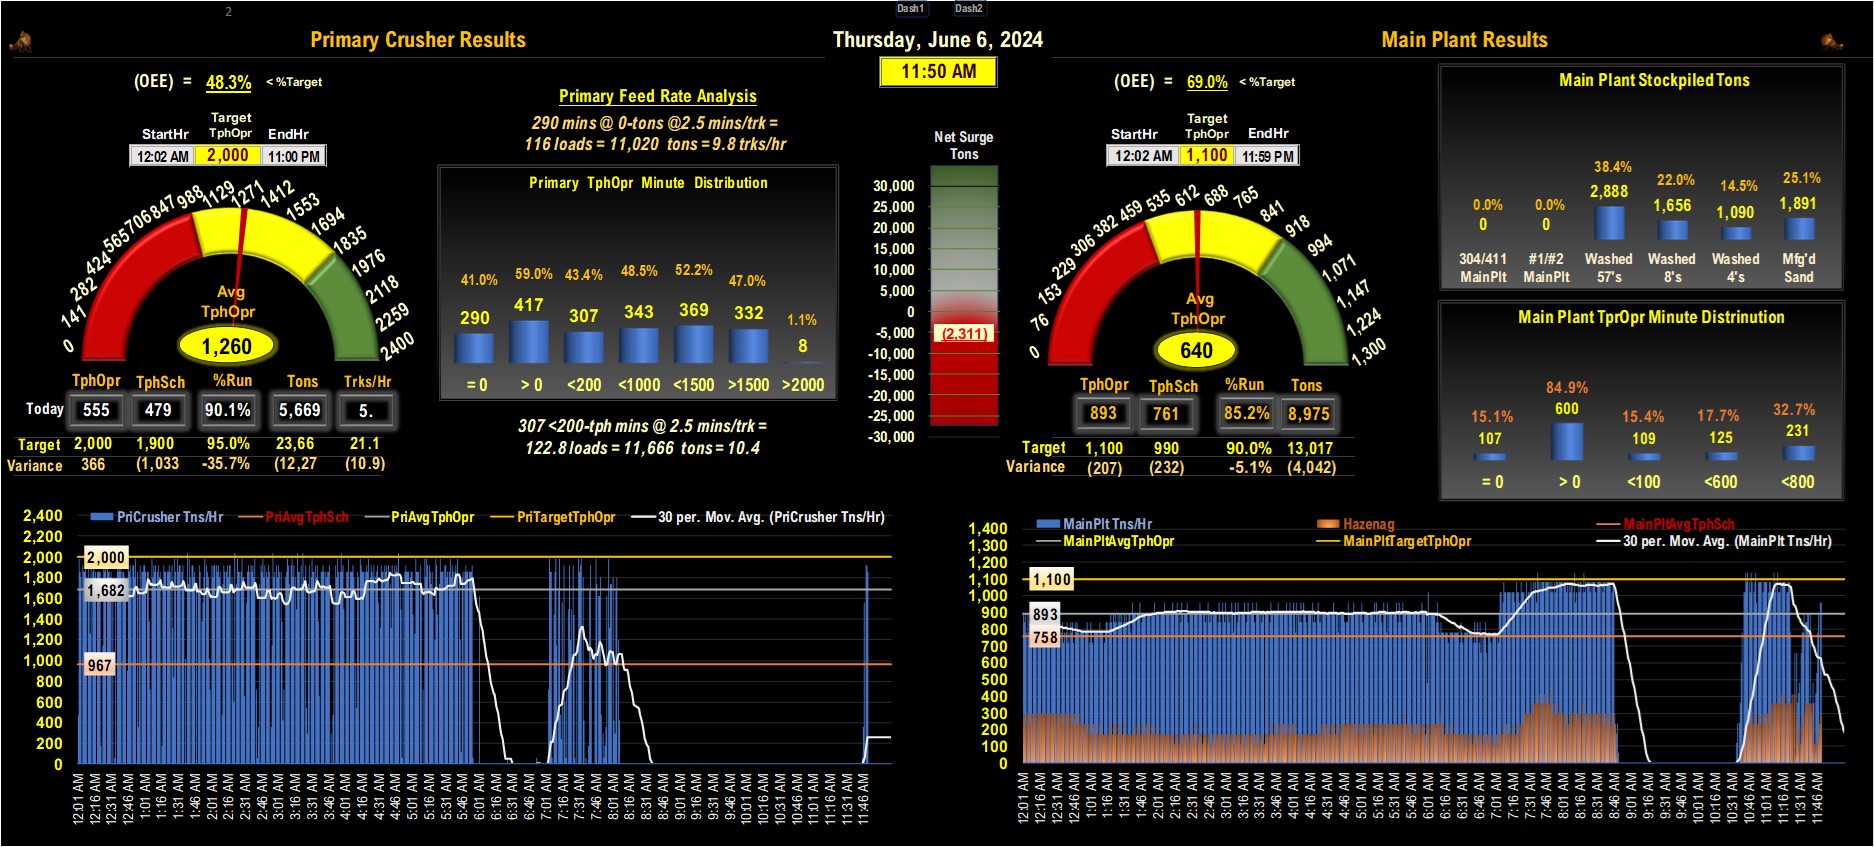 2
Dash1 Dash2
Primary Crusher Results
Thursday, June 6, 2024
Main Plant Results
11:50 AM
(OEE) = 48.3% < %Target
Target
StartHr TphOpr EndHr
12:02 AM 2,000 11:00 PM
0 141 282 424 565 706 847 988 1129 1271 1412 1553 1694 1835 1976 2118 2259 2400
Avg
TphOpr
1,260
TphOpr TphSch %Run Tons Trks/Hr
Today 555 479 90.1% 5,669 5.
Target 2,000 1,900 95.0% 23,66 21.1
Variance 366 (1,033 -35.7% (12,27 (10.9)
Primary Feed Rate Analysis
290 mins @ 0-tons @2.5 mins/trk =
116 loads = 11,020 tons = 9.8 trks/hr
Primary TphOpr Minute Distribution
41.0% 59.0% 43.4% 48.5% 52.2% 47.0% 1.1%
290 417 307 343 369 332 8
= 0 > 0 <200 <1000 <1500 >1500 >2000
307 <200-tph mins @ 2.5 mins/trk =
122.8 loads = 11,666 tons = 10.4
Net Surge
Tons
30,000
25,000
20,000
15,000
10,000
5,000
0
-5,000
(2,311)
-10,000
-15,000
-20,000
-25,000
-30,000
(OEE) = 69.0% < %Target
Target
StartHr TphOpr EndHr
12:02 AM 1,100 11:59 PM
0 76 153 229 306 382 459 535 612 688 765 841 918 994 1,071 1,147 1,224 1,300
Avg
TphOpr
640
TphOpr TphSch %Run Tons
893 761 85.2% 8,975
Target 1,100 990 90.0% 13,017
Variance (207) (232) -5.1% (4,042)
Main Plant Stockpiled Tons
0.0% 0.0% 38.4% 22.0% 14.5% 25.1%
0 0 2,888 1,656 1,090 1,891
304/411 #1/#2 Washed Washed Washed Mfg'd
MainPlt MainPlt 57's 8's 4's Sand
Main Plant TprOpr Minute Distrinution
15.1% 84.9% 15.4% 17.7% 32.7%
107 600 109 125 231
= 0 > 0 <100 <600 <800
PriCrusher Tns/Hr PriAvgTphSch PriAvgTphOpr PriTargetTphOpr 30 per. Mov. Avg. (PriCrusher Tns/Hr)
2,400
2,200
2,000
1,800
1,600
1,400
1,200
1,000
800
600
400
200
0
2,000
1,682
967
12:01 AM 12:16 AM 12:31 AM 12:46 AM 1:01 AM 1:16 AM 1:31 AM 1:46 AM 2:01 AM 2:16 AM 2:31 AM 2:46 AM 3:01 AM 3:16 AM 3:31 AM 3:46 AM 4:01 AM 4:16 AM 4:31 AM 4:46 AM 5:01 AM 5:16 AM 5:31 AM 5:46 AM 6:01 AM 6:16 AM 6:31 AM 6:46 AM 7:01 AM 7:16 AM 7:31 AM 7:46 AM 8:01 AM 8:16 AM 8:31 AM 8:46 AM 9:01 AM 9:16 AM 9:31 AM 9:46 AM 10:01 AM 10:16 AM 10:31 AM 10:46 AM 11:01 AM 11:16 AM 11:31 AM 11:46 AM
MainPlt Tns/Hr Hazenag MainPltAvgTphSch
MainPltAvgTphOpr MainPltTargetTphOpr 30 per. Mov. Avg. (MainPlt Tns/Hr)
1,400
1,300
1,200
1,100
1,000
900
800
700
600
500
400
300
200
100
0
1,100
893
758
12:01 AM 12:16 AM 12:31 AM 12:46 AM 1:01 AM 1:16 AM 1:31 AM 1:46 AM 2:01 AM 2:16 AM 2:31 AM 2:46 AM 3:01 AM 3:16 AM 3:31 AM 3:46 AM 4:01 AM 4:16 AM 4:31 AM 4:46 AM 5:01 AM 5:16 AM 5:31 AM 5:46 AM 6:01 AM 6:16 AM 6:31 AM 6:46 AM 7:01 AM 7:16 AM 7:31 AM 7:46 AM 8:01 AM 8:16 AM 8:31 AM 8:46 AM 9:01 AM 9:16 AM 9:31 AM 9:46 AM 10:01 AM 10:16 AM 10:31 AM 10:46 AM 11:01 AM 11:16 AM 11:31 AM 11:46 AM